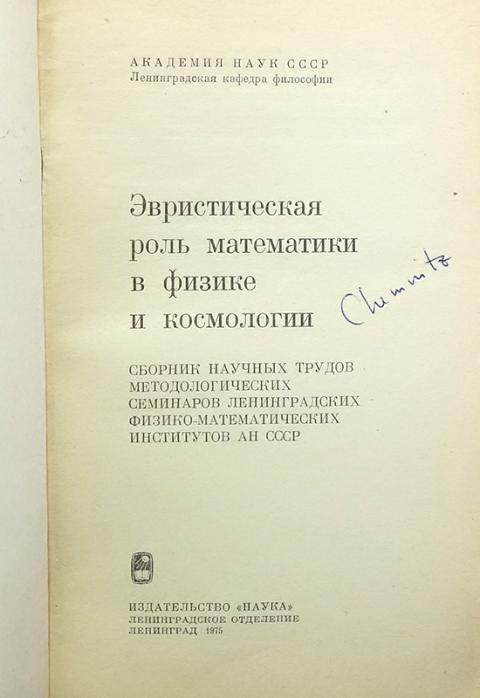 АКАДЕМИЯ НАУК СССР
Ленинградская кафедра философии
Эвристическая
роль математики
в физике
и космологии
Chemnitz
СБОРНИК НАУЧНЫХ ТРУДОВ
МЕТОДОЛОГИЧЕСКИХ
СЕМИНАРОВ ЛЕНИНГРАДСКИХ
ФИЗИКО-МАТЕМАТИЧЕСКИХ
ИНСТИТУТОВ АН СССР
ИЗДАТЕЛЬСТВО «НАУКА»
ЛЕНИНГРАДСКОЕ ОТДЕЛЕНИЕ
ЛЕНИНГРАД 1975